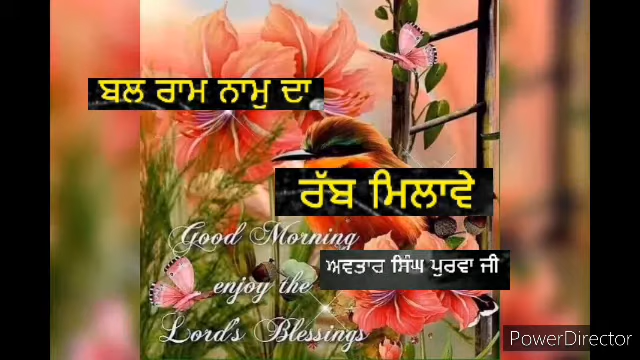 ਬਲ ਰਾਮ ਨਾਮੁ ਦਾ
ਰੱਬ ਮਿਲਾਵੇ
Good Morning
ਅਵਤਾਰ ਸਿੰਘ ਪੁਰਵਾ ਜੀ
enjoy the
Lord's Blessings
PowerDirector